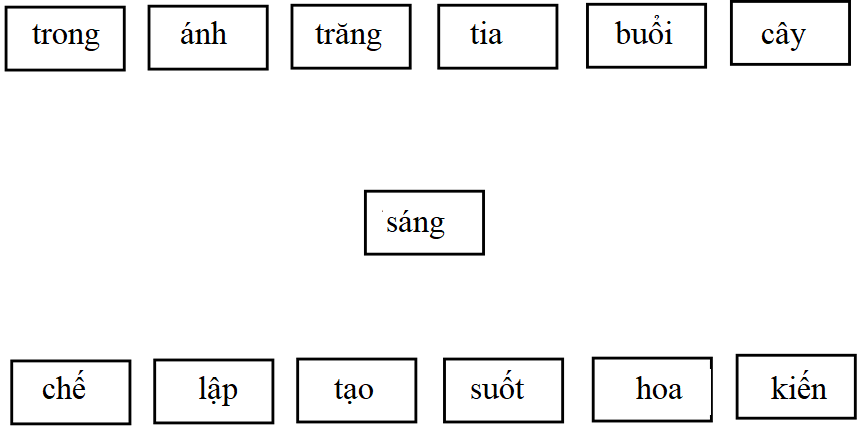 trong ánh trăng tia buổi cây
sáng
chế lập tạo suốt hoa kiến